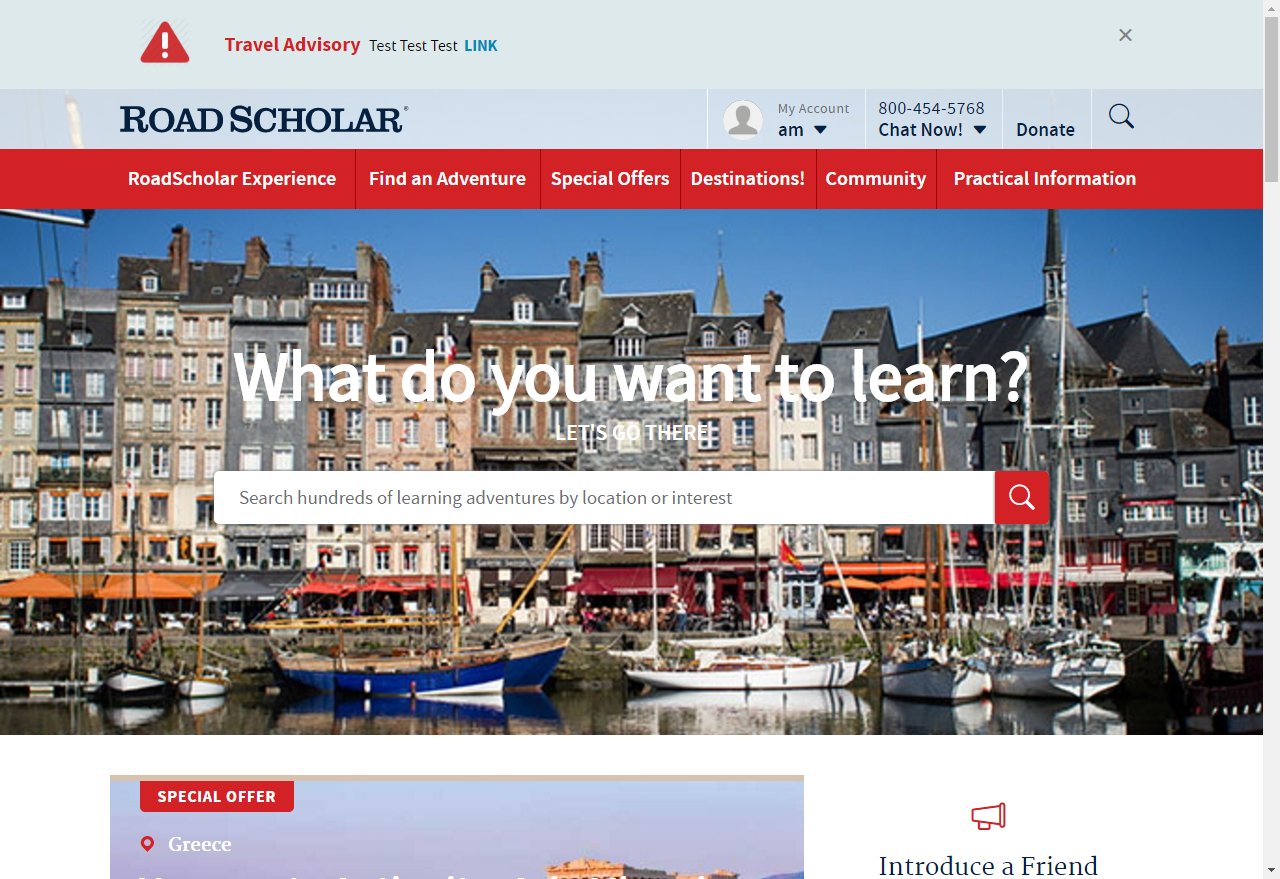 Travel Advisory Test Test Test LINK
ROAD SCHOLAR®
My Account
am
800-454-5768
Chat Now!
Donate
RoadScholar Experience
Find an Adventure
Special Offers
Destinations!
Community
Practical Information
What do you want to learn?
LET'S GO THERE
Search hundreds of learning adventures by location or interest
SPECIAL OFFER
Greece
Introduce a Friend